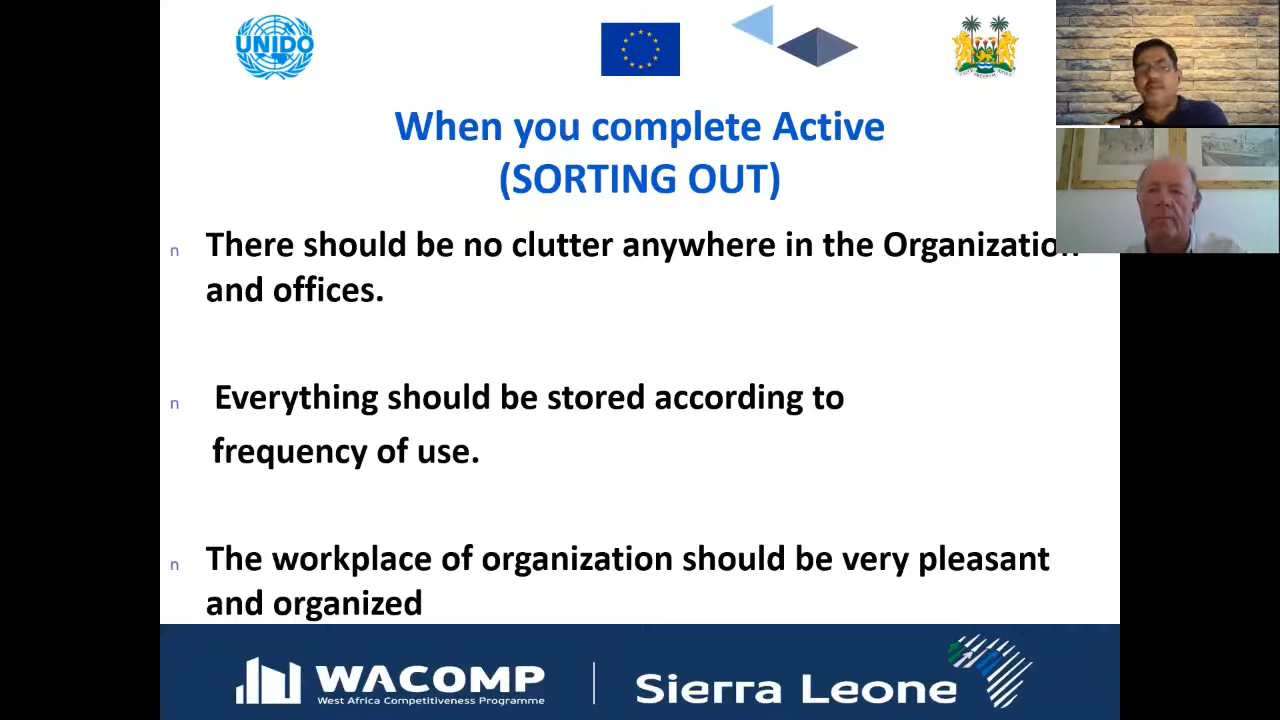 UNIDO
When you complete Active
(SORTING OUT)
n There should be no clutter anywhere in the Organization
and offices.
n Everything should be stored according to
frequency of use.
n The workplace of organization should be very pleasant
and organized
WACOMP
West Africa Competitiveness Programme
Sierra Leone